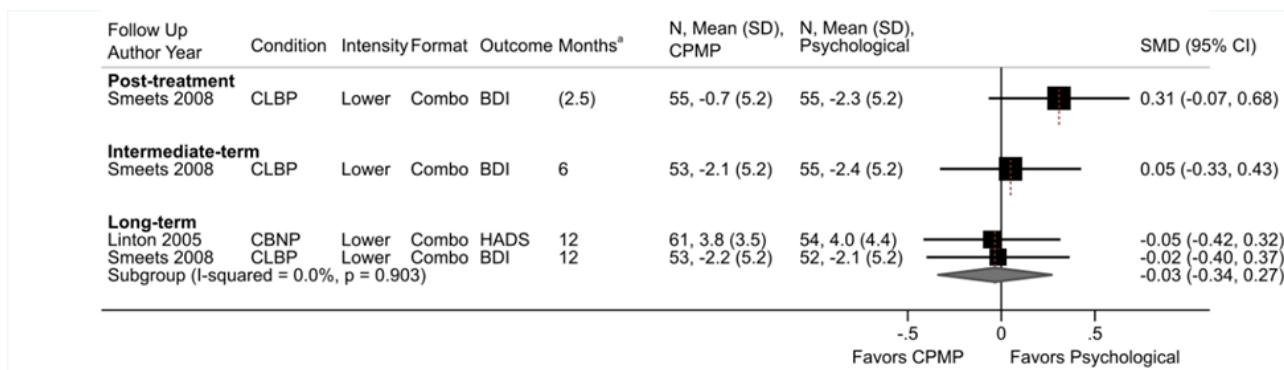 Follow Up
Author Year Condition Intensity Format Outcome Months^a N, Mean (SD), CPMP N, Mean (SD), Psychological SMD (95% CI)
Post-treatment
Smeets 2008 CLBP Lower Combo BDI (2.5) 55, -0.7 (5.2) 55, -2.3 (5.2) 0.31 (-0.07, 0.68)
Intermediate-term
Smeets 2008 CLBP Lower Combo BDI 6 53, -2.1 (5.2) 55, -2.4 (5.2) 0.05 (-0.33, 0.43)
Long-term
Linton 2005 CBNP Lower Combo HADS 12 61, 3.8 (3.5) 54, 4.0 (4.4) -0.05 (-0.42, 0.32)
Smeets 2008 CLBP Lower Combo BDI 12 53, -2.2 (5.2) 52, -2.1 (5.2) -0.02 (-0.40, 0.37)
Subgroup (I-squared = 0.0%, p = 0.903) -0.03 (-0.34, 0.27)
-.5 0 .5
Favors CPMP Favors Psychological